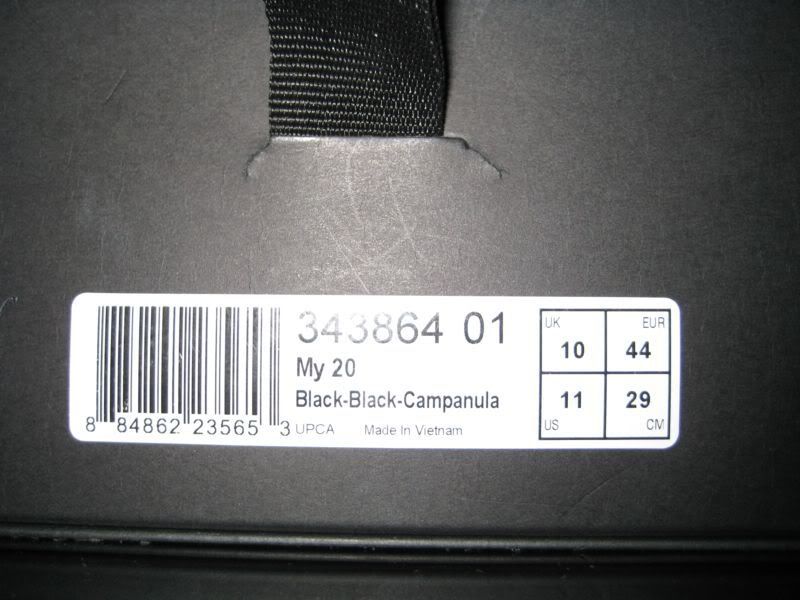 343864 01
My 20
Black-Black-Campanula
8 84862 23565 3 UPCA Made In Vietnam
UK EUR
10 44
11 29
US CM